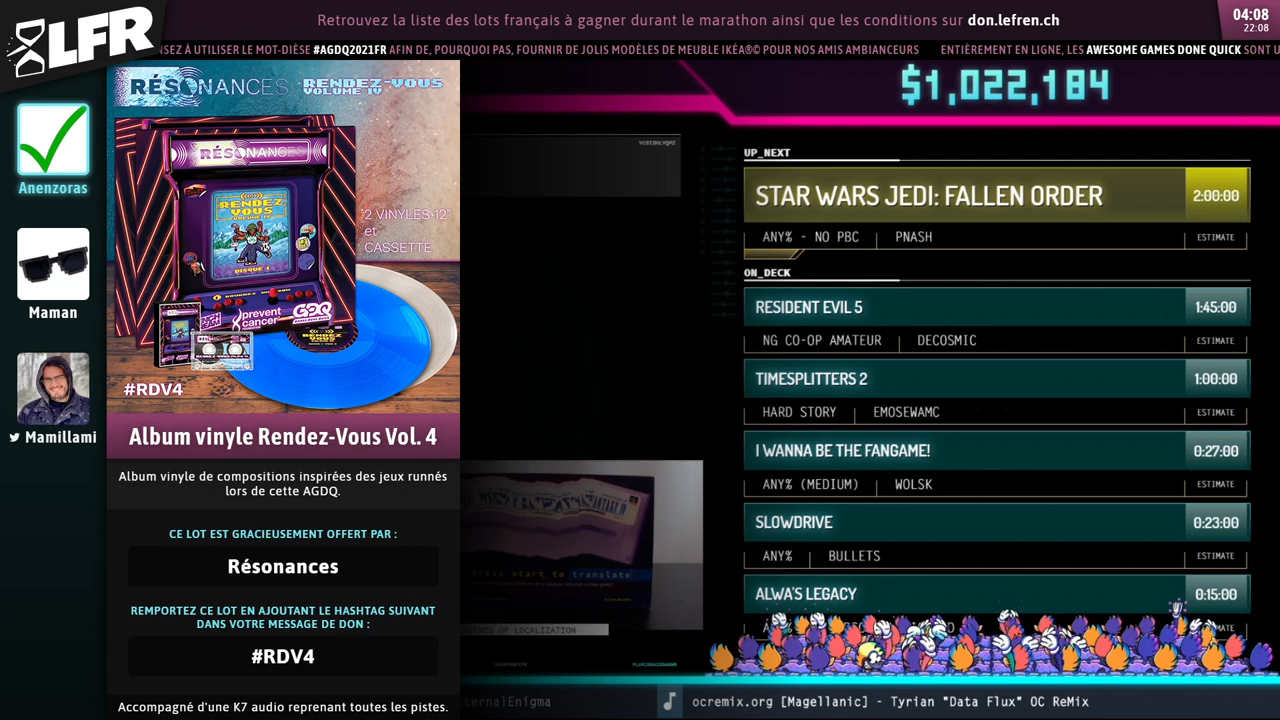 LFR
Retrouvez la liste des lots français à gagner durant le marathon ainsi que les conditions sur don.lefren.ch
04:08
22:08
NSEZ À UTILISER LE MOT-DIÈSE #AGDQ2021FR AFIN DE, POURQUOI PAS, FOURNIR DE JOLIS MODÈLES DE MEUBLE IKÉA®© POUR NOS AMIS AMBIANCEURS
ENTIÈREMENT EN LIGNE, LES AWESOME GAMES DONE QUICK SONT U
Anenzoras
Maman
Mamillami
RÉSONANCES
RENDEZ-VOUS
VOLUME IV
RÉSONANCES
RENDEZ
VOUS
VOLUME IV
DISQUE 1
"2 VINYLES 12"
et
CASSETTE
prevent
cancer
#RDV4
Album vinyle Rendez-Vous Vol. 4
Album vinyle de compositions inspirées des jeux runnés
lors de cette AGDQ.
CE LOT EST GRACIEUSEMENT OFFERT PAR :
Résonances
REMPORTEZ CE LOT EN AJOUTANT LE HASHTAG SUIVANT
DANS VOTRE MESSAGE DE DON :
#RDV4
Accompagné d'une K7 audio reprenant toutes les pistes.
press start to translate
OF LOCALIZATION
$1,022,184
UP_NEXT
STAR WARS JEDI: FALLEN ORDER
2:00:00
ANY% - NO PBC
PNASH
ESTIMATE
ON_DECK
RESIDENT EVIL 5
1:45:00
NG CO-OP AMATEUR
DECOSMIC
ESTIMATE
TIMESPLITTERS 2
1:00:00
HARD STORY
EMOSEWAMC
ESTIMATE
I WANNA BE THE FANGAME!
0:27:00
ANY% (MEDIUM)
WOLSK
ESTIMATE
SLOWDRIVE
0:23:00
ANY%
BULLETS
ESTIMATE
ALWA'S LEGACY
0:15:00
ternalEnigma
ocremix.org [Magellanic] - Tyrian "Data Flux" OC ReMix